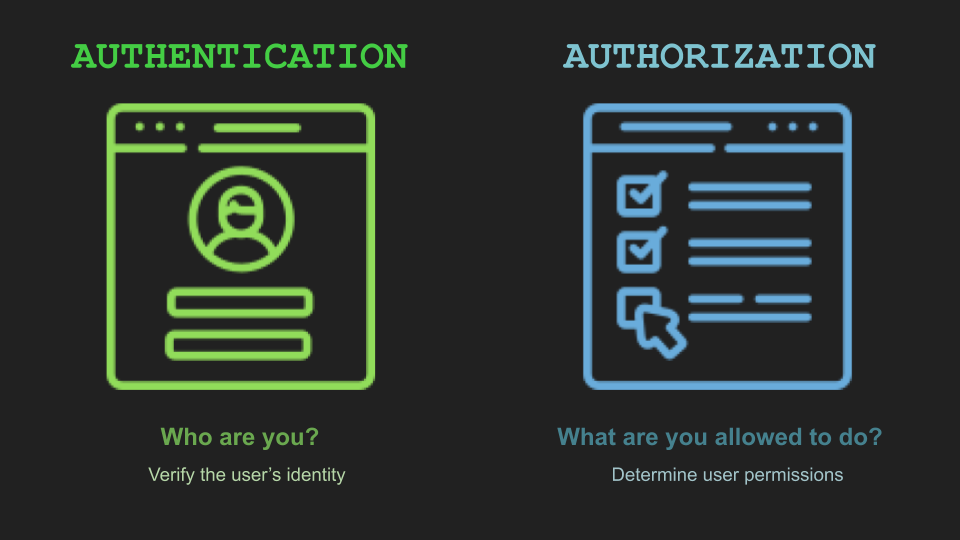 AUTHENTICATION
AUTHORIZATION
Who are you?
What are you allowed to do?
Verify the user’s identity
Determine user permissions